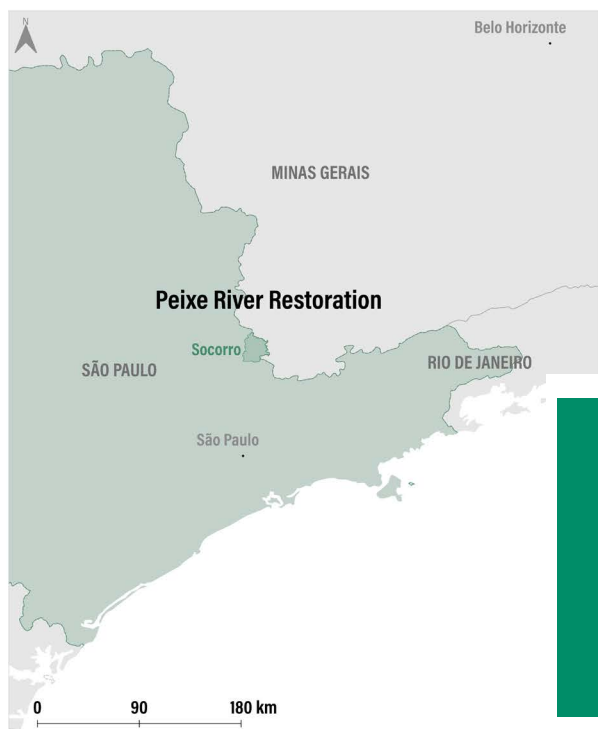 N
Belo Horizonte
MINAS GERAIS
Peixe River Restoration
Socorro
SÃO PAULO
RIO DE JANEIRO
São Paulo
0 90 180 km